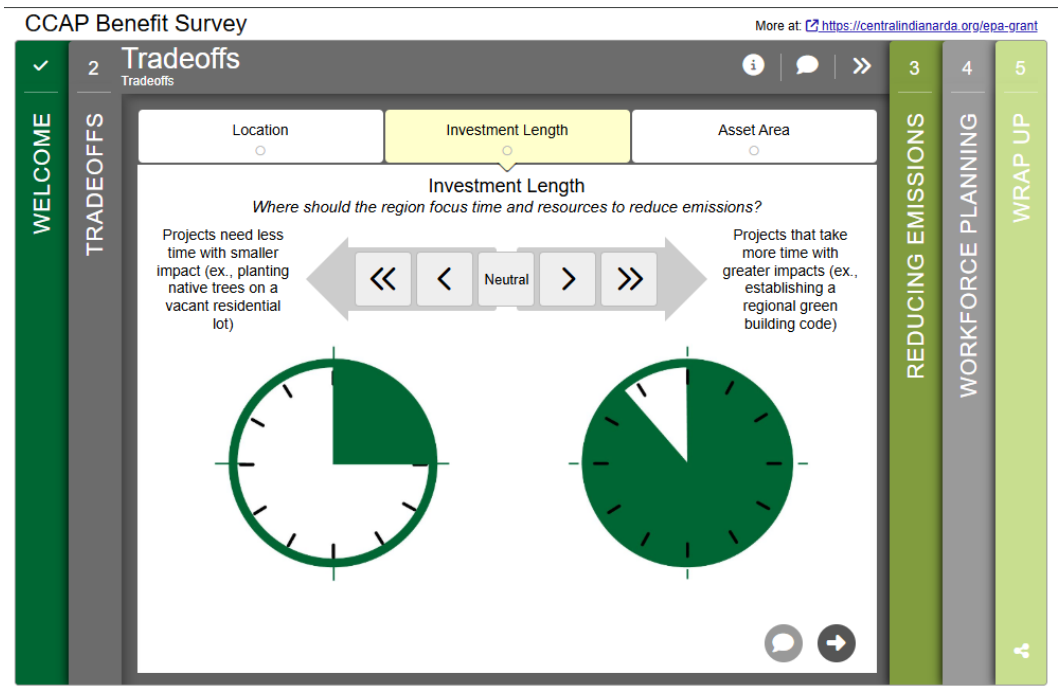 CCAP Benefit Survey
More at: https://centralindianarda.org/epa-grant
WELCOME
2
TRADEOFFS
Tradeoffs
Tradeoffs
Location
Investment Length
Asset Area
Investment Length
Where should the region focus time and resources to reduce emissions?
Projects need less
time with smaller
impact (ex., planting
native trees on a
vacant residential
lot)
Neutral
Projects that take
more time with
greater impacts (ex.,
establishing a
regional green
building code)
3
REDUCING EMISSIONS
4
WORKFORCE PLANNING
5
WRAP UP